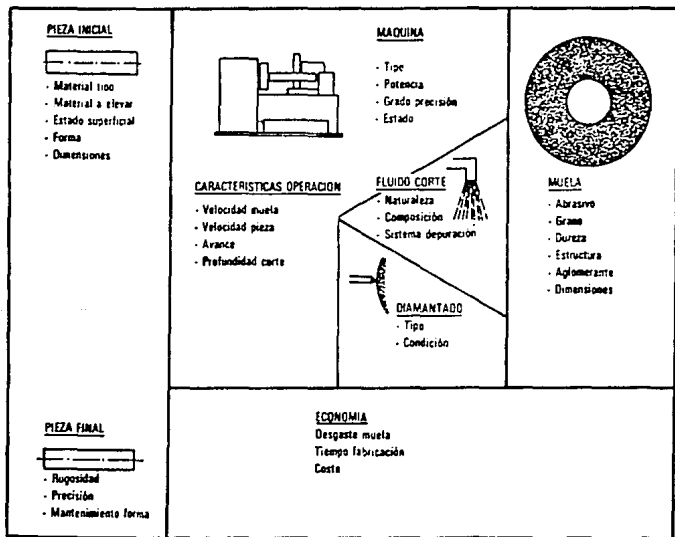 PIEZA INICIAL
- Material tipo
- Material a elevar
- Estado superficial
- Forma
- Dimensiones
MAQUINA
- Tipo
- Potencia
- Grado precisión
- Estado
CARACTERISTICAS OPERACION
- Velocidad muela
- Velocidad pieza
- Avance
- Profundidad corte
FLUIDO CORTE
- Naturaleza
- Composición
- Sistema depuración
DIAMANTADO
- Tipo
- Condición
MUELA
- Abrasivo
- Grano
- Dureza
- Estructura
- Aglomerante
- Dimensiones
PIEZA FINAL
- Rugosidad
- Precisión
- Mantenimiento forma
ECONOMIA
Desgaste muela
Tiempo fabricación
Coste